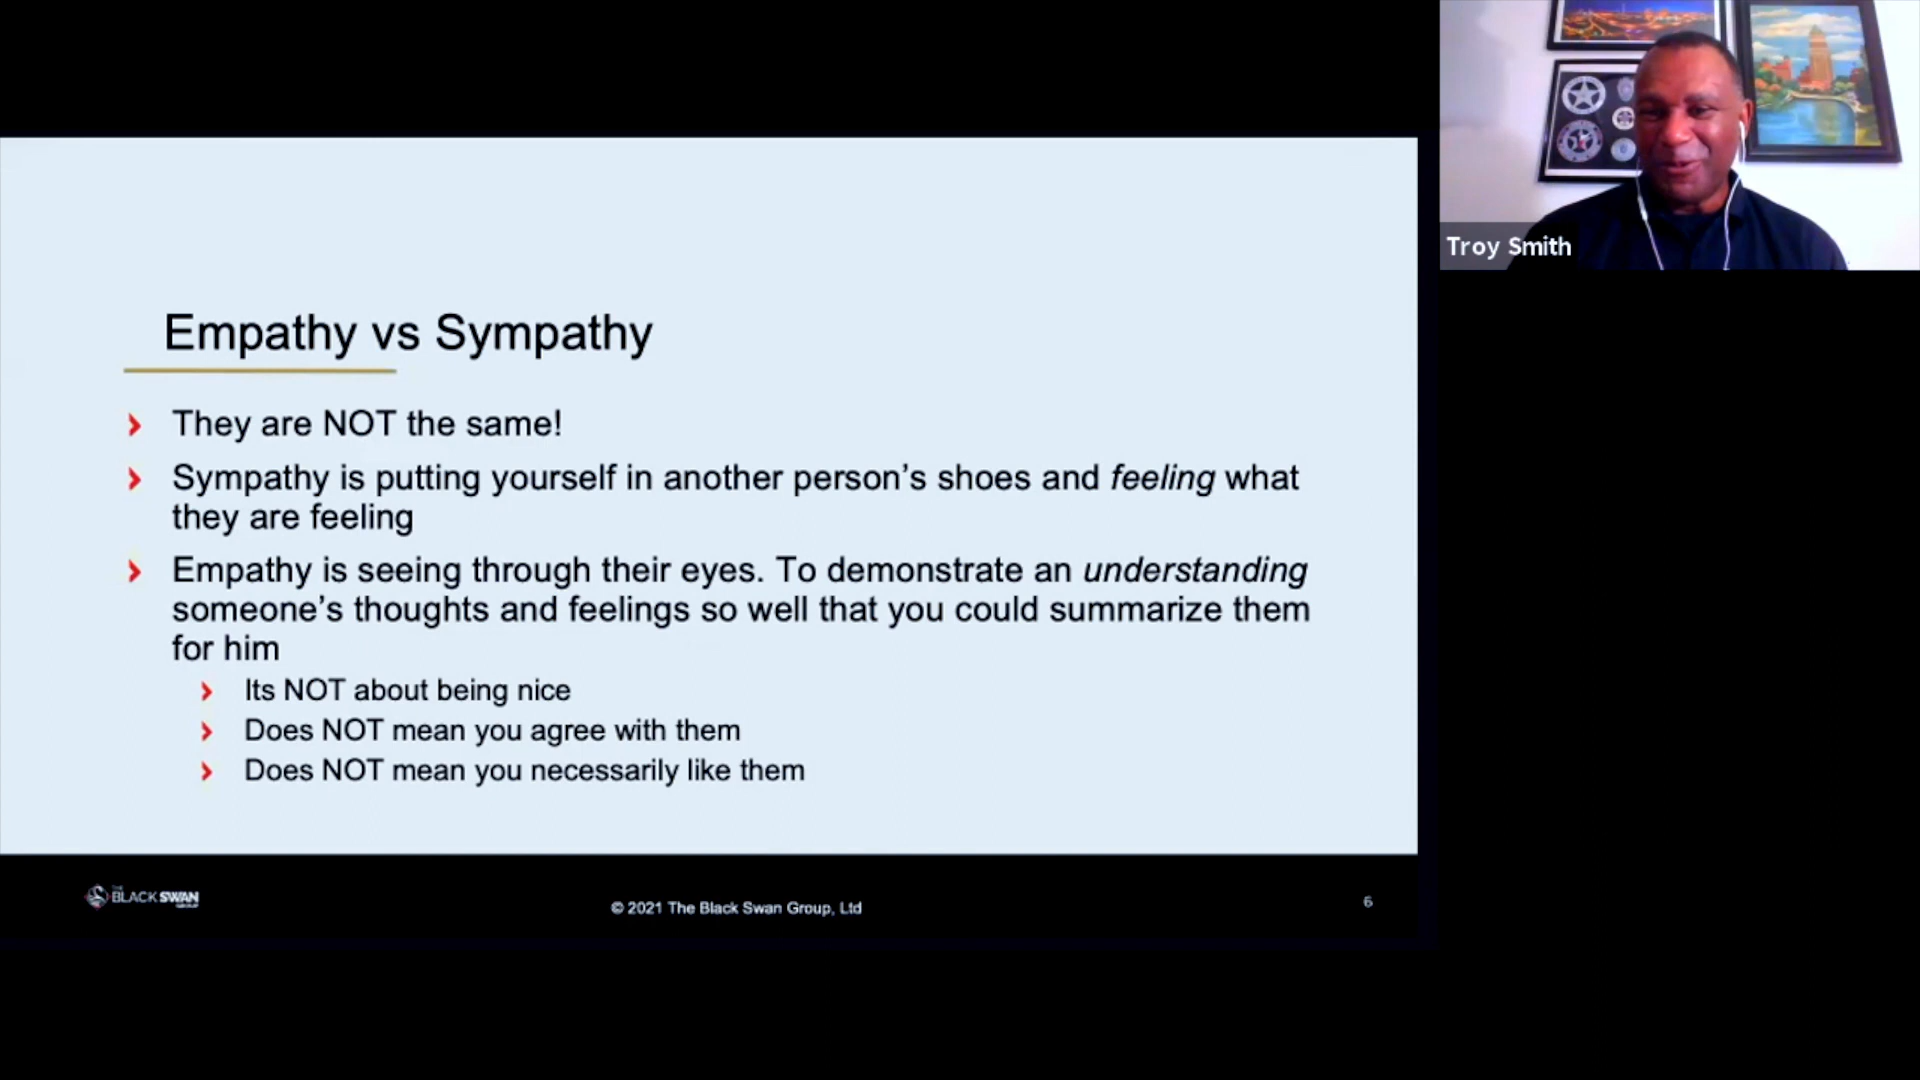 Troy Smith
Empathy vs Sympathy
They are NOT the same!
Sympathy is putting yourself in another person’s shoes and feeling what
they are feeling
Empathy is seeing through their eyes. To demonstrate an understanding
someone’s thoughts and feelings so well that you could summarize them
for him
Its NOT about being nice
Does NOT mean you agree with them
Does NOT mean you necessarily like them
THE
BLACK SWAN
GROUP
© 2021 The Black Swan Group, Ltd
6